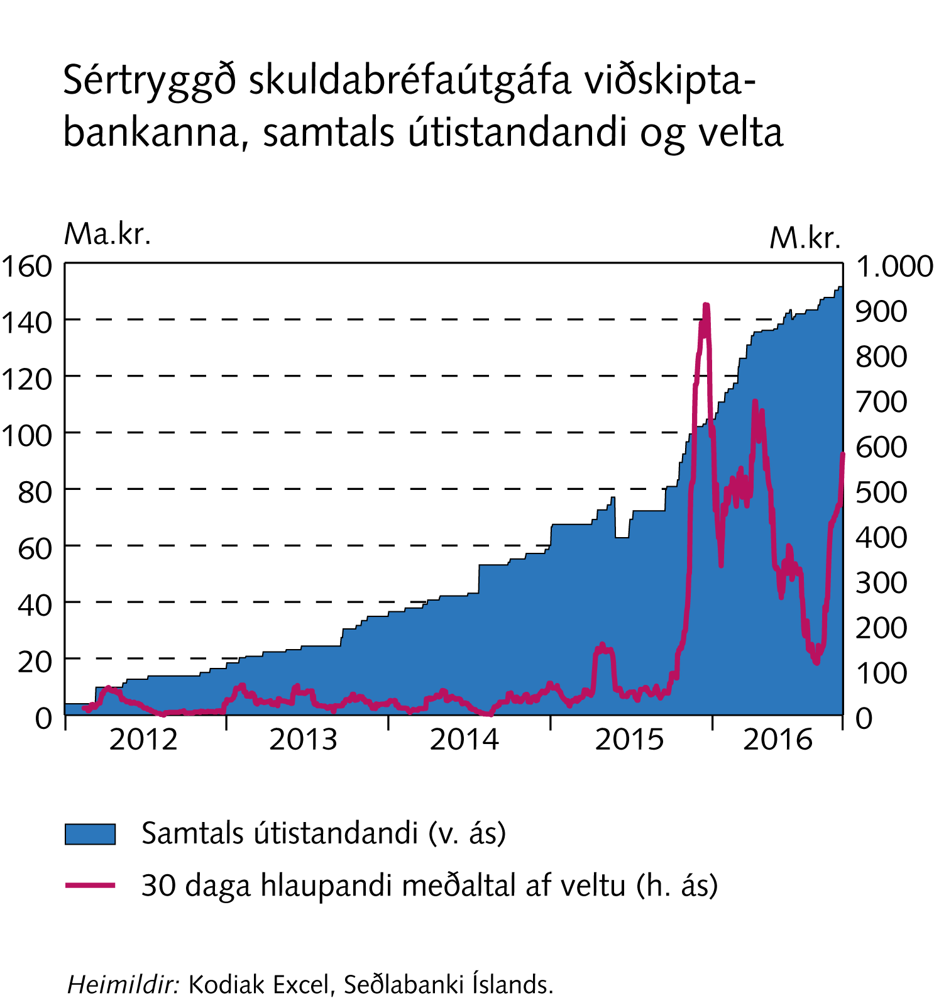 Sértryggð skuldabréfaútgáfa viðskipta-
bankanna, samtals útistandandi og velta
Ma.kr.
M.kr.
160
140
120
100
80
60
40
20
0
1.000
900
800
700
600
500
400
300
200
100
0
2012 2013 2014 2015 2016
Samtals útistandandi (v. ás)
30 daga hlaupandi meðaltal af veltu (h. ás)
Heimildir: Kodiak Excel, Seðlabanki Íslands.